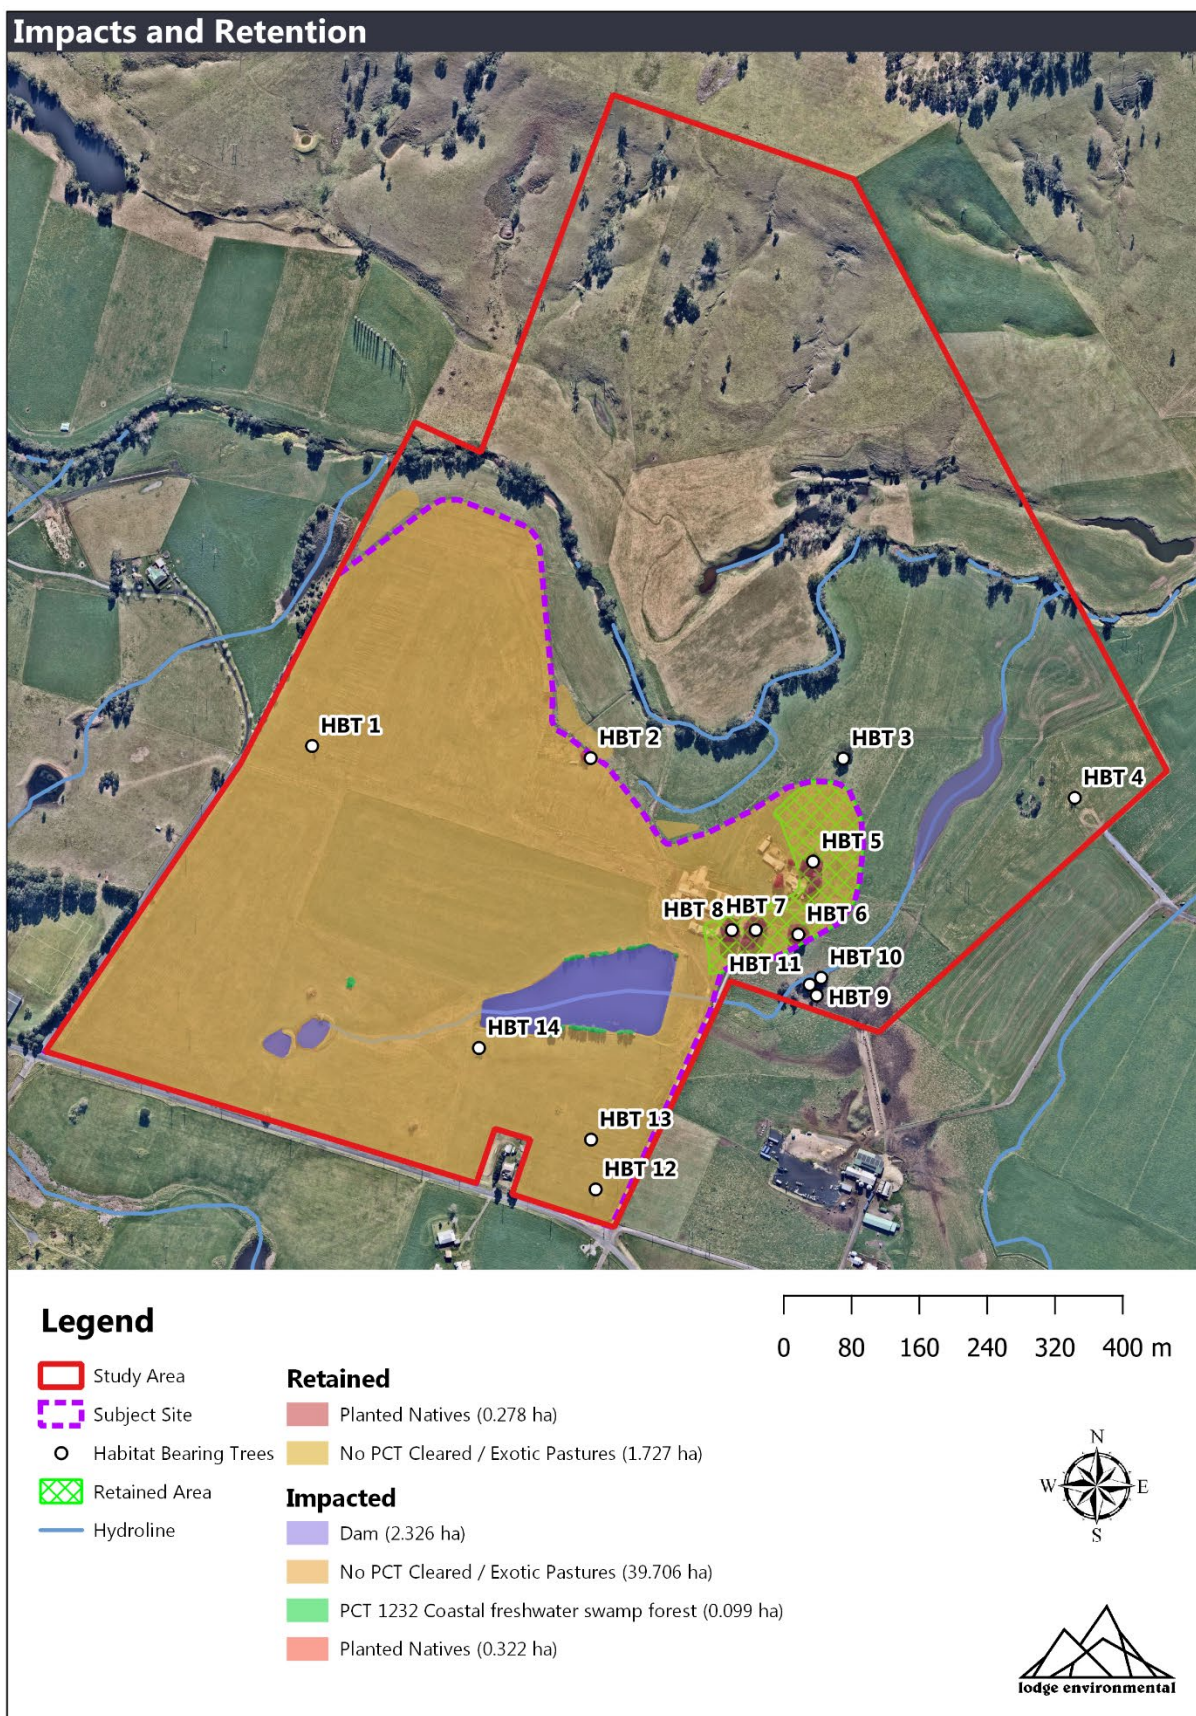 Impacts and Retention
HBT 1
HBT 2
HBT 3
HBT 4
HBT 5
HBT 8
HBT 7
HBT 6
HBT 11
HBT 10
HBT 9
HBT 14
HBT 13
HBT 12
Legend
Study Area
Subject Site
Habitat Bearing Trees
Retained Area
Hydroline
Retained
Planted Natives (0.278 ha)
No PCT Cleared / Exotic Pastures (1.727 ha)
Impacted
Dam (2.326 ha)
No PCT Cleared / Exotic Pastures (39.706 ha)
PCT 1232 Coastal freshwater swamp forest (0.099 ha)
Planted Natives (0.322 ha)
0 80 160 240 320 400 m
N
W E
S
lodge environmental